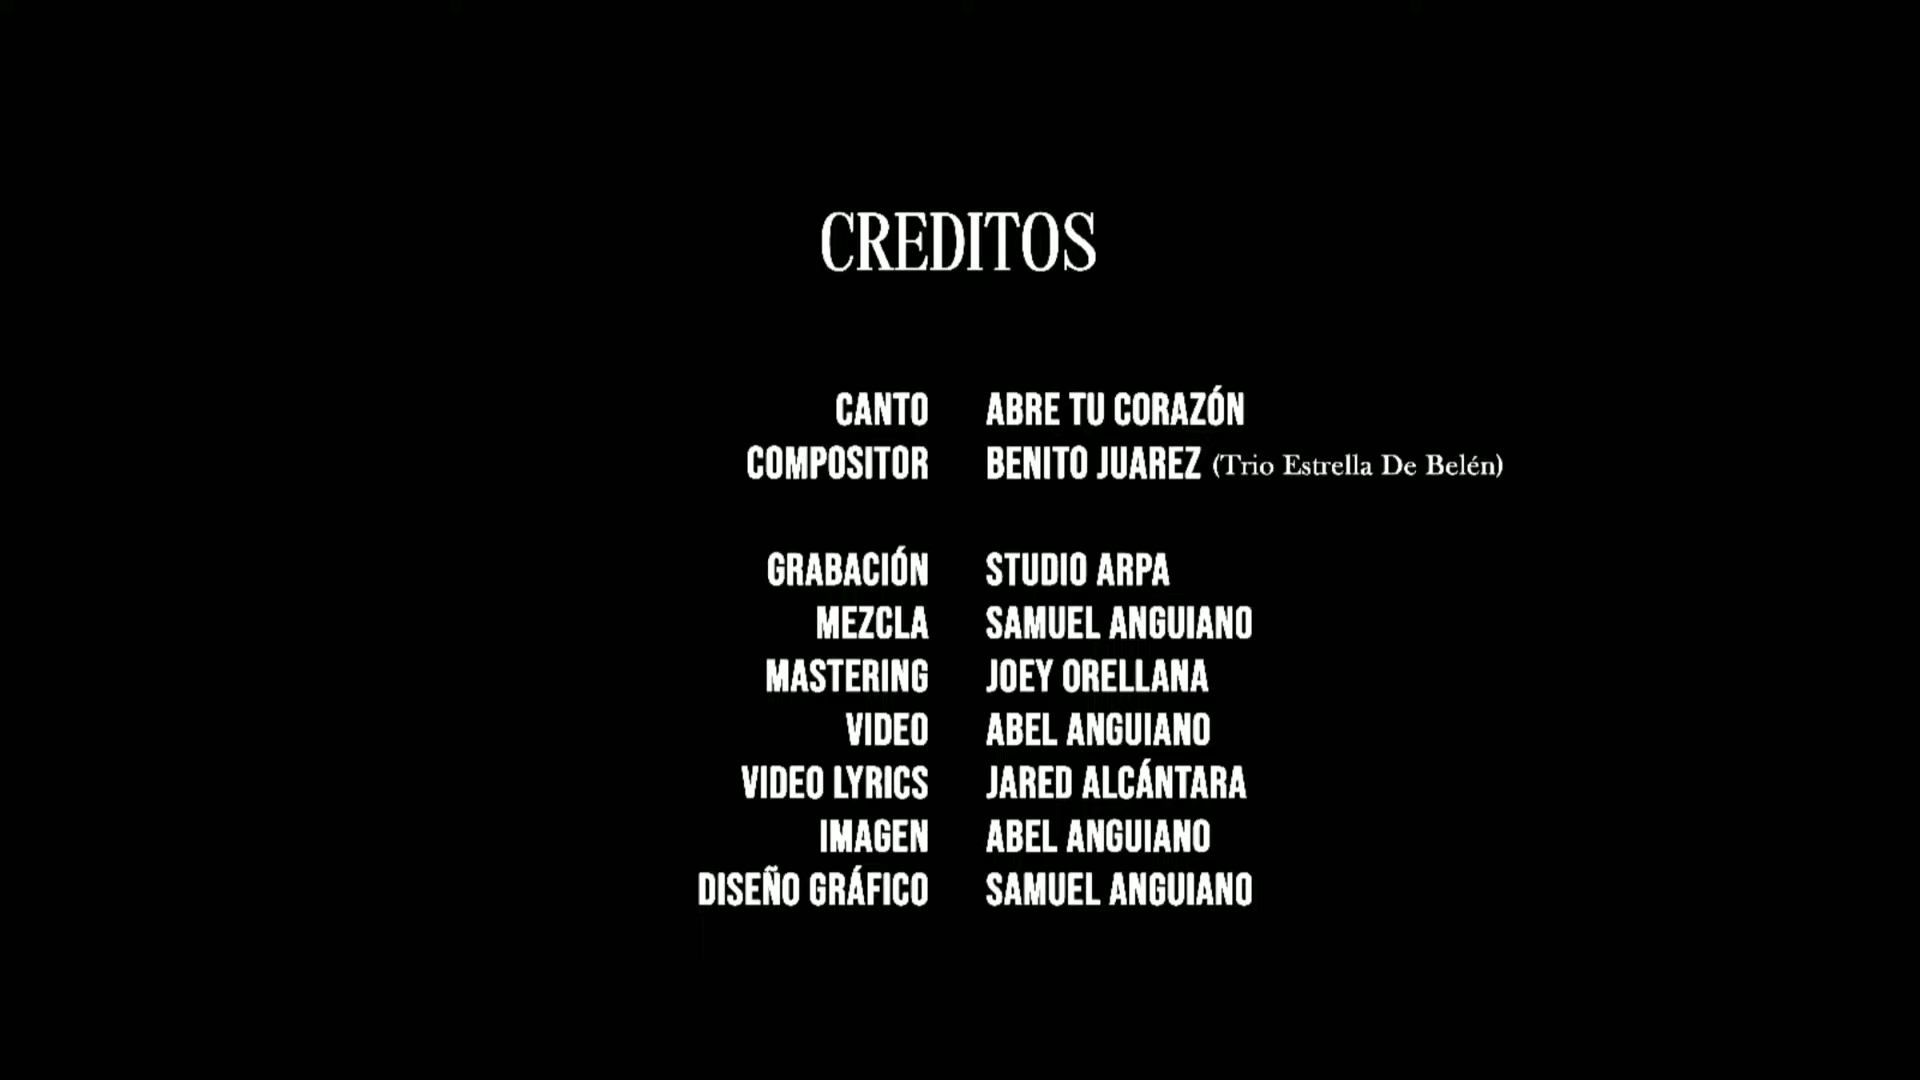 CREDITOS
CANTO ABRE TU CORAZÓN
COMPOSITOR BENITO JUAREZ (Trio Estrella De Belén)
GRABACIÓN STUDIO ARPA
MEZCLA SAMUEL ANGUIANO
MASTERING JOEY ORELLANA
VIDEO ABEL ANGUIANO
VIDEO LYRICS JARED ALCÁNTARA
IMAGEN ABEL ANGUIANO
DISEÑO GRÁFICO SAMUEL ANGUIANO